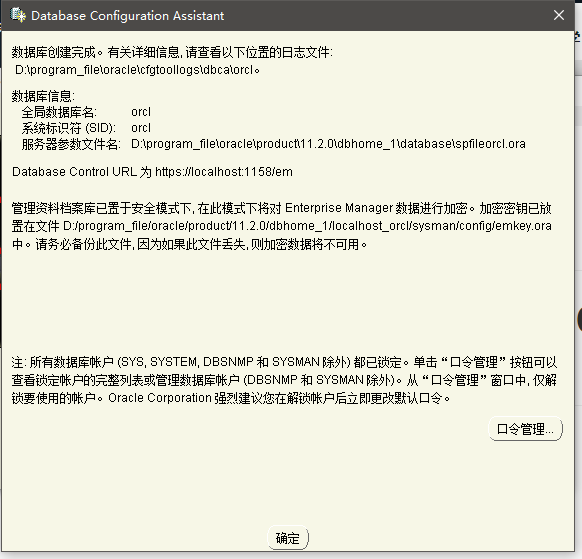 Database Configuration Assistant
数据库创建完成。有关详细信息, 请查看以下位置的日志文件:
D:\program_file\oracle\cfgtoollogs\dbca\orcl。
数据库信息:
全局数据库名: orcl
系统标识符 (SID): orcl
服务器参数文件名: D:\program_file\oracle\product\11.2.0\dbhome_1\database\spfileorcl.ora
Database Control URL 为 https://localhost:1158/em
管理资料档案库已置于安全模式下, 在此模式下将对 Enterprise Manager 数据进行加密。加密密钥已放
置在文件 D:/program_file/oracle/product/11.2.0/dbhome_1/localhost_orcl/sysman/config/emkey.ora
中。请务必备份此文件, 因为如果此文件丢失, 则加密数据将不可用。
注: 所有数据库帐户 (SYS, SYSTEM, DBSNMP 和 SYSMAN 除外) 都已锁定。单击“口令管理”按钮可以
查看锁定帐户的完整列表或管理数据库帐户 (DBSNMP 和 SYSMAN 除外)。从“口令管理”窗口中, 仅解
锁要使用的帐户。Oracle Corporation 强烈建议您在解锁帐户后立即更改默认口令。
口令管理...
确定